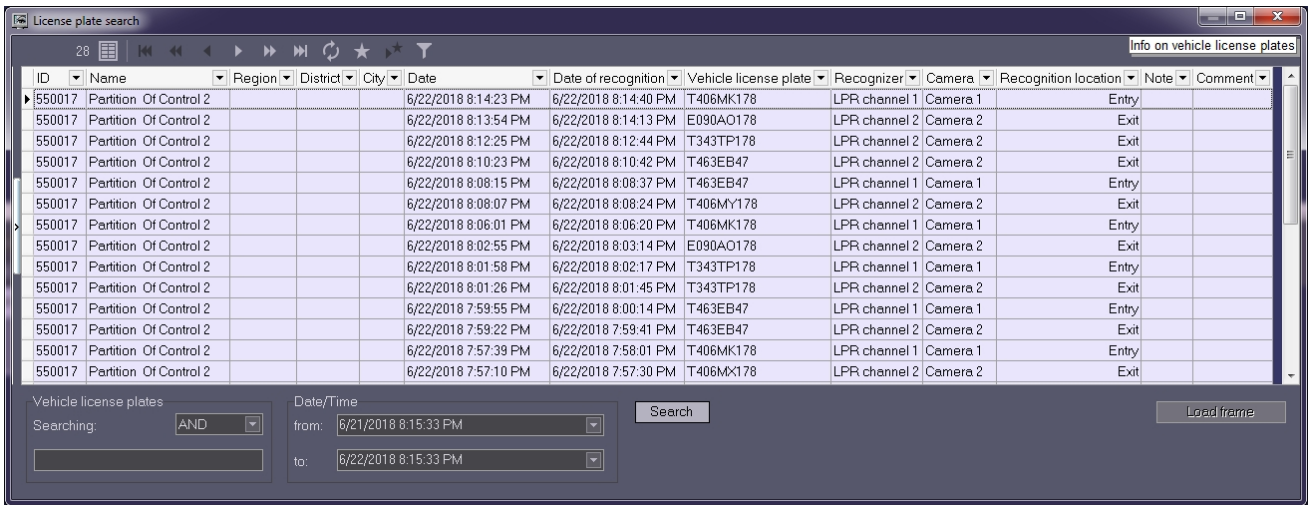 License plate search
28
Info on vehicle license plates
ID Name Region District City Date Date of recognition Vehicle license plate Recognizer Camera Recognition location Note Comment
550017 Partition Of Control 2 6/22/2018 8:14:23 PM 6/22/2018 8:14:40 PM T406MK178 LPR channel 1 Camera 1 Entry
550017 Partition Of Control 2 6/22/2018 8:13:54 PM 6/22/2018 8:14:13 PM E090AO178 LPR channel 2 Camera 2 Exit
550017 Partition Of Control 2 6/22/2018 8:12:25 PM 6/22/2018 8:12:44 PM T343TP178 LPR channel 2 Camera 2 Exit
550017 Partition Of Control 2 6/22/2018 8:10:23 PM 6/22/2018 8:10:42 PM T463EB47 LPR channel 2 Camera 2 Exit
550017 Partition Of Control 2 6/22/2018 8:08:15 PM 6/22/2018 8:08:37 PM T463EB47 LPR channel 1 Camera 1 Entry
550017 Partition Of Control 2 6/22/2018 8:08:07 PM 6/22/2018 8:08:24 PM T406MY178 LPR channel 2 Camera 2 Exit
550017 Partition Of Control 2 6/22/2018 8:06:01 PM 6/22/2018 8:06:20 PM T406MK178 LPR channel 1 Camera 1 Entry
550017 Partition Of Control 2 6/22/2018 8:02:55 PM 6/22/2018 8:03:14 PM E090AO178 LPR channel 2 Camera 2 Exit
550017 Partition Of Control 2 6/22/2018 8:01:58 PM 6/22/2018 8:02:17 PM T343TP178 LPR channel 1 Camera 1 Entry
550017 Partition Of Control 2 6/22/2018 8:01:26 PM 6/22/2018 8:01:45 PM T343TP178 LPR channel 2 Camera 2 Exit
550017 Partition Of Control 2 6/22/2018 7:59:55 PM 6/22/2018 8:00:14 PM T463EB47 LPR channel 1 Camera 1 Entry
550017 Partition Of Control 2 6/22/2018 7:59:22 PM 6/22/2018 7:59:41 PM T463EB47 LPR channel 2 Camera 2 Exit
550017 Partition Of Control 2 6/22/2018 7:57:39 PM 6/22/2018 7:58:01 PM T406MK178 LPR channel 1 Camera 1 Entry
550017 Partition Of Control 2 6/22/2018 7:57:10 PM 6/22/2018 7:57:30 PM T406MX178 LPR channel 2 Camera 2 Exit
Vehicle license plates Date/Time
Searching: AND from: 6/21/2018 8:15:33 PM Search Load frame
to: 6/22/2018 8:15:33 PM